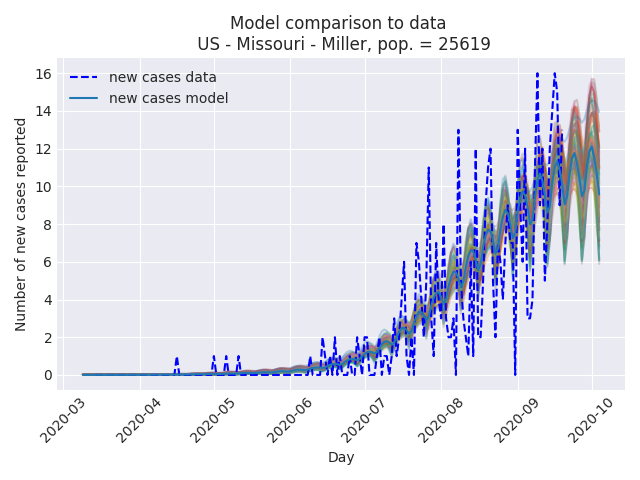 Model comparison to data
US - Missouri - Miller, pop. = 25619
new cases data
new cases model
Number of new cases reported
16
14
12
10
8
6
4
2
0
2020-03
2020-04
2020-05
2020-06
2020-07
2020-08
2020-09
2020-10
Day